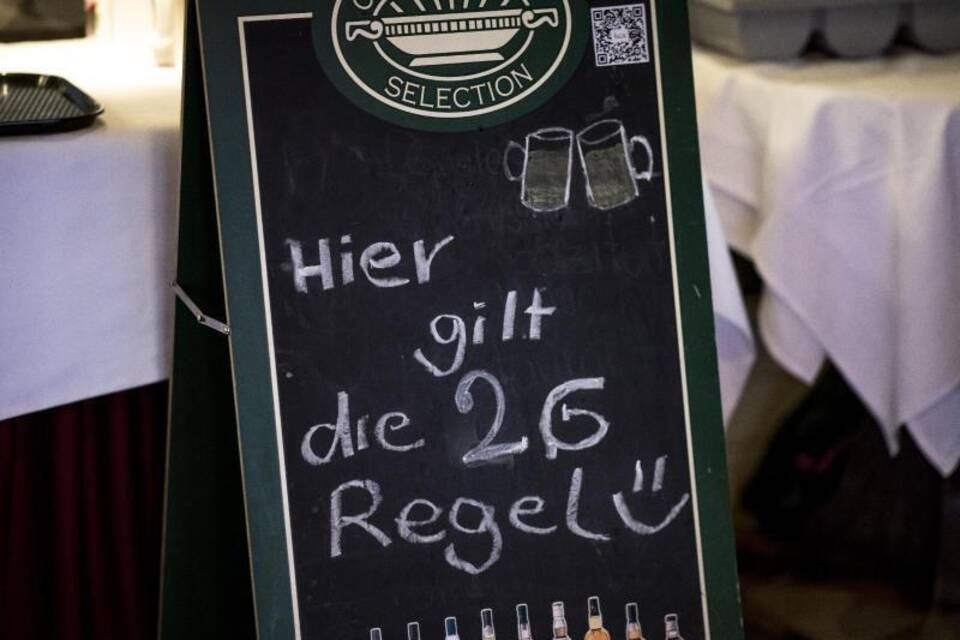 SELECTION
Hier
gilt
die 2G
Regel